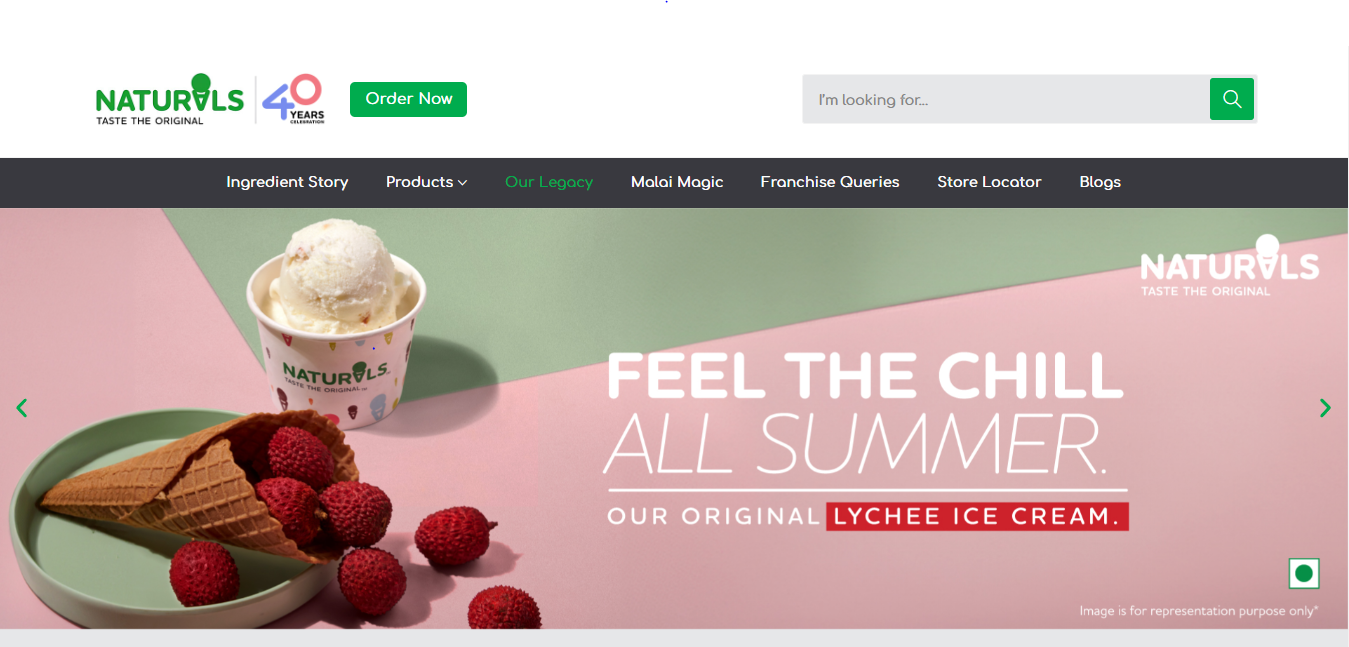 NATURALS
TASTE THE ORIGINAL
40
YEARS
CELEBRATION
Order Now
I'm looking for...
Ingredient Story
Products
Our Legacy
Malai Magic
Franchise Queries
Store Locator
Blogs
NATURALS
TASTE THE ORIGINAL
NATURALS
TASTE THE ORIGINAL
FEEL THE CHILL
ALL SUMMER.
OUR ORIGINAL LYCHEE ICE CREAM.
Image is for representation purpose only*